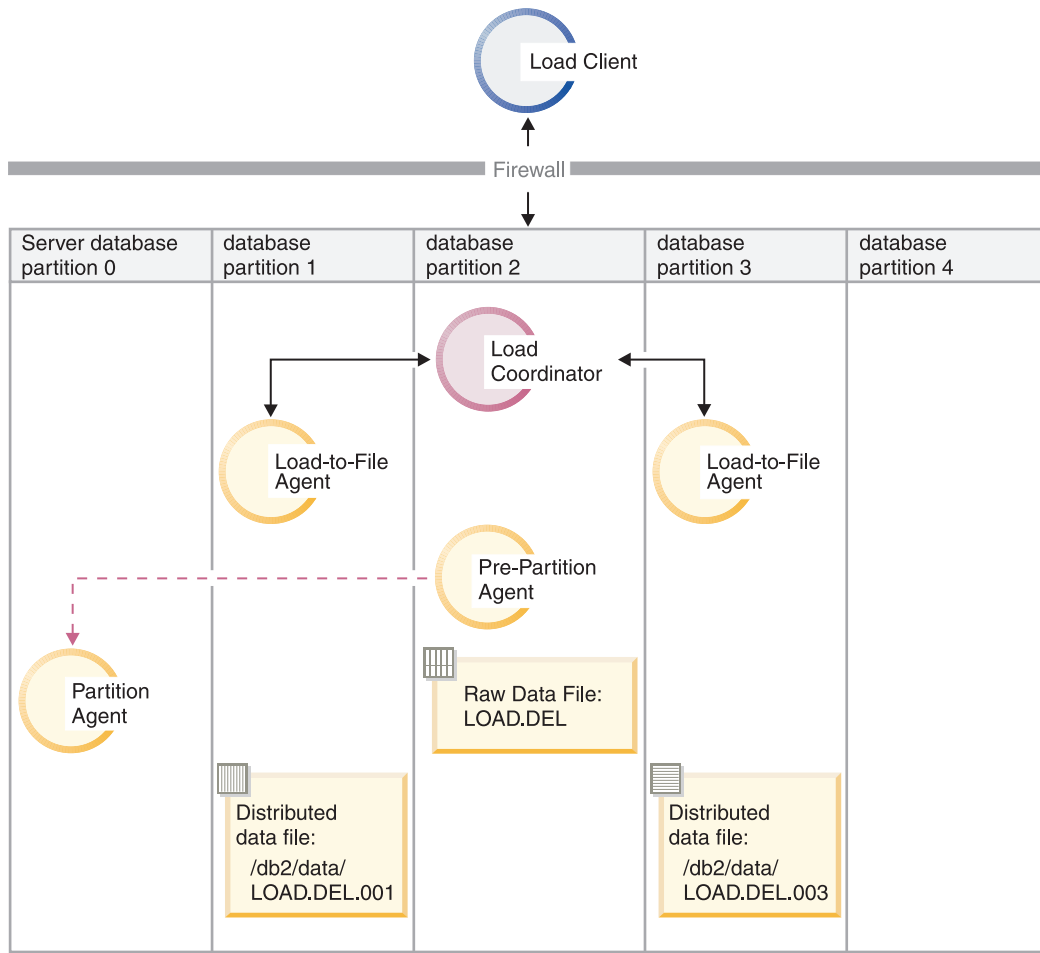 Load Client
Firewall
Server database
partition 0
database
partition 1
database
partition 2
database
partition 3
database
partition 4
Load
Coordinator
Load-to-File
Agent
Load-to-File
Agent
Pre-Partition
Agent
Partition
Agent
Raw Data File:
LOAD.DEL
Distributed
data file:
/db2/data/
LOAD.DEL.001
Distributed
data file:
/db2/data/
LOAD.DEL.003